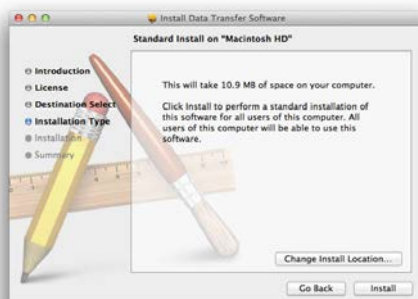 Install Data Transfer Software
Standard Install on "Macintosh HD"
Introduction
License
Destination Select
Installation Type
Installation
Summary
This will take 10.9 MB of space on your computer.
Click Install to perform a standard installation of
this software for all users of this computer. All
users of this computer will be able to use this
software.
Change Install Location...
Go Back
Install